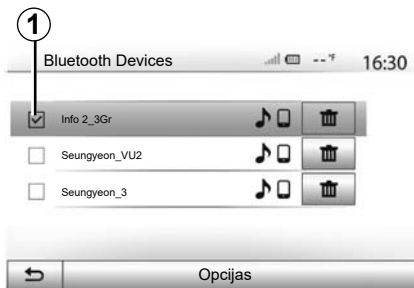 1
Bluetooth Devices -- °F 16:30
Info 2_3Gr
Seungyeon_VU2
Seungyeon_3
Opcijas